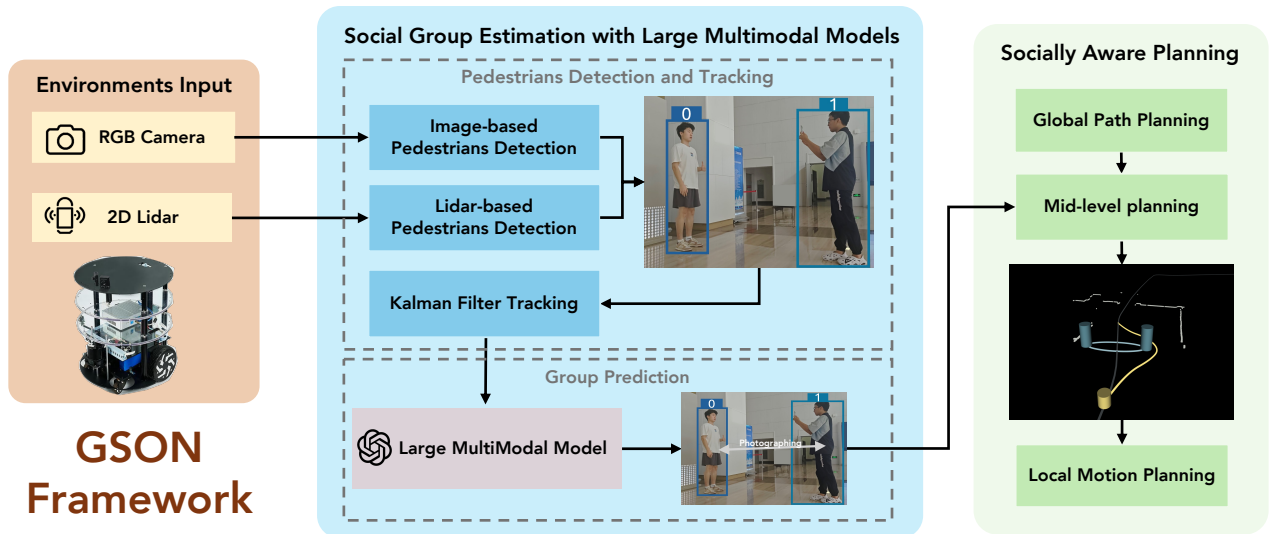 Environments Input
RGB Camera
2D Lidar
GSON
Framework
Social Group Estimation with Large Multimodal Models
Pedestrians Detection and Tracking
Image-based
Pedestrians Detection
Lidar-based
Pedestrians Detection
0
1
Kalman Filter Tracking
Group Prediction
Large MultiModal Model
0
1
Photographing
Socially Aware Planning
Global Path Planning
Mid-level planning
Local Motion Planning